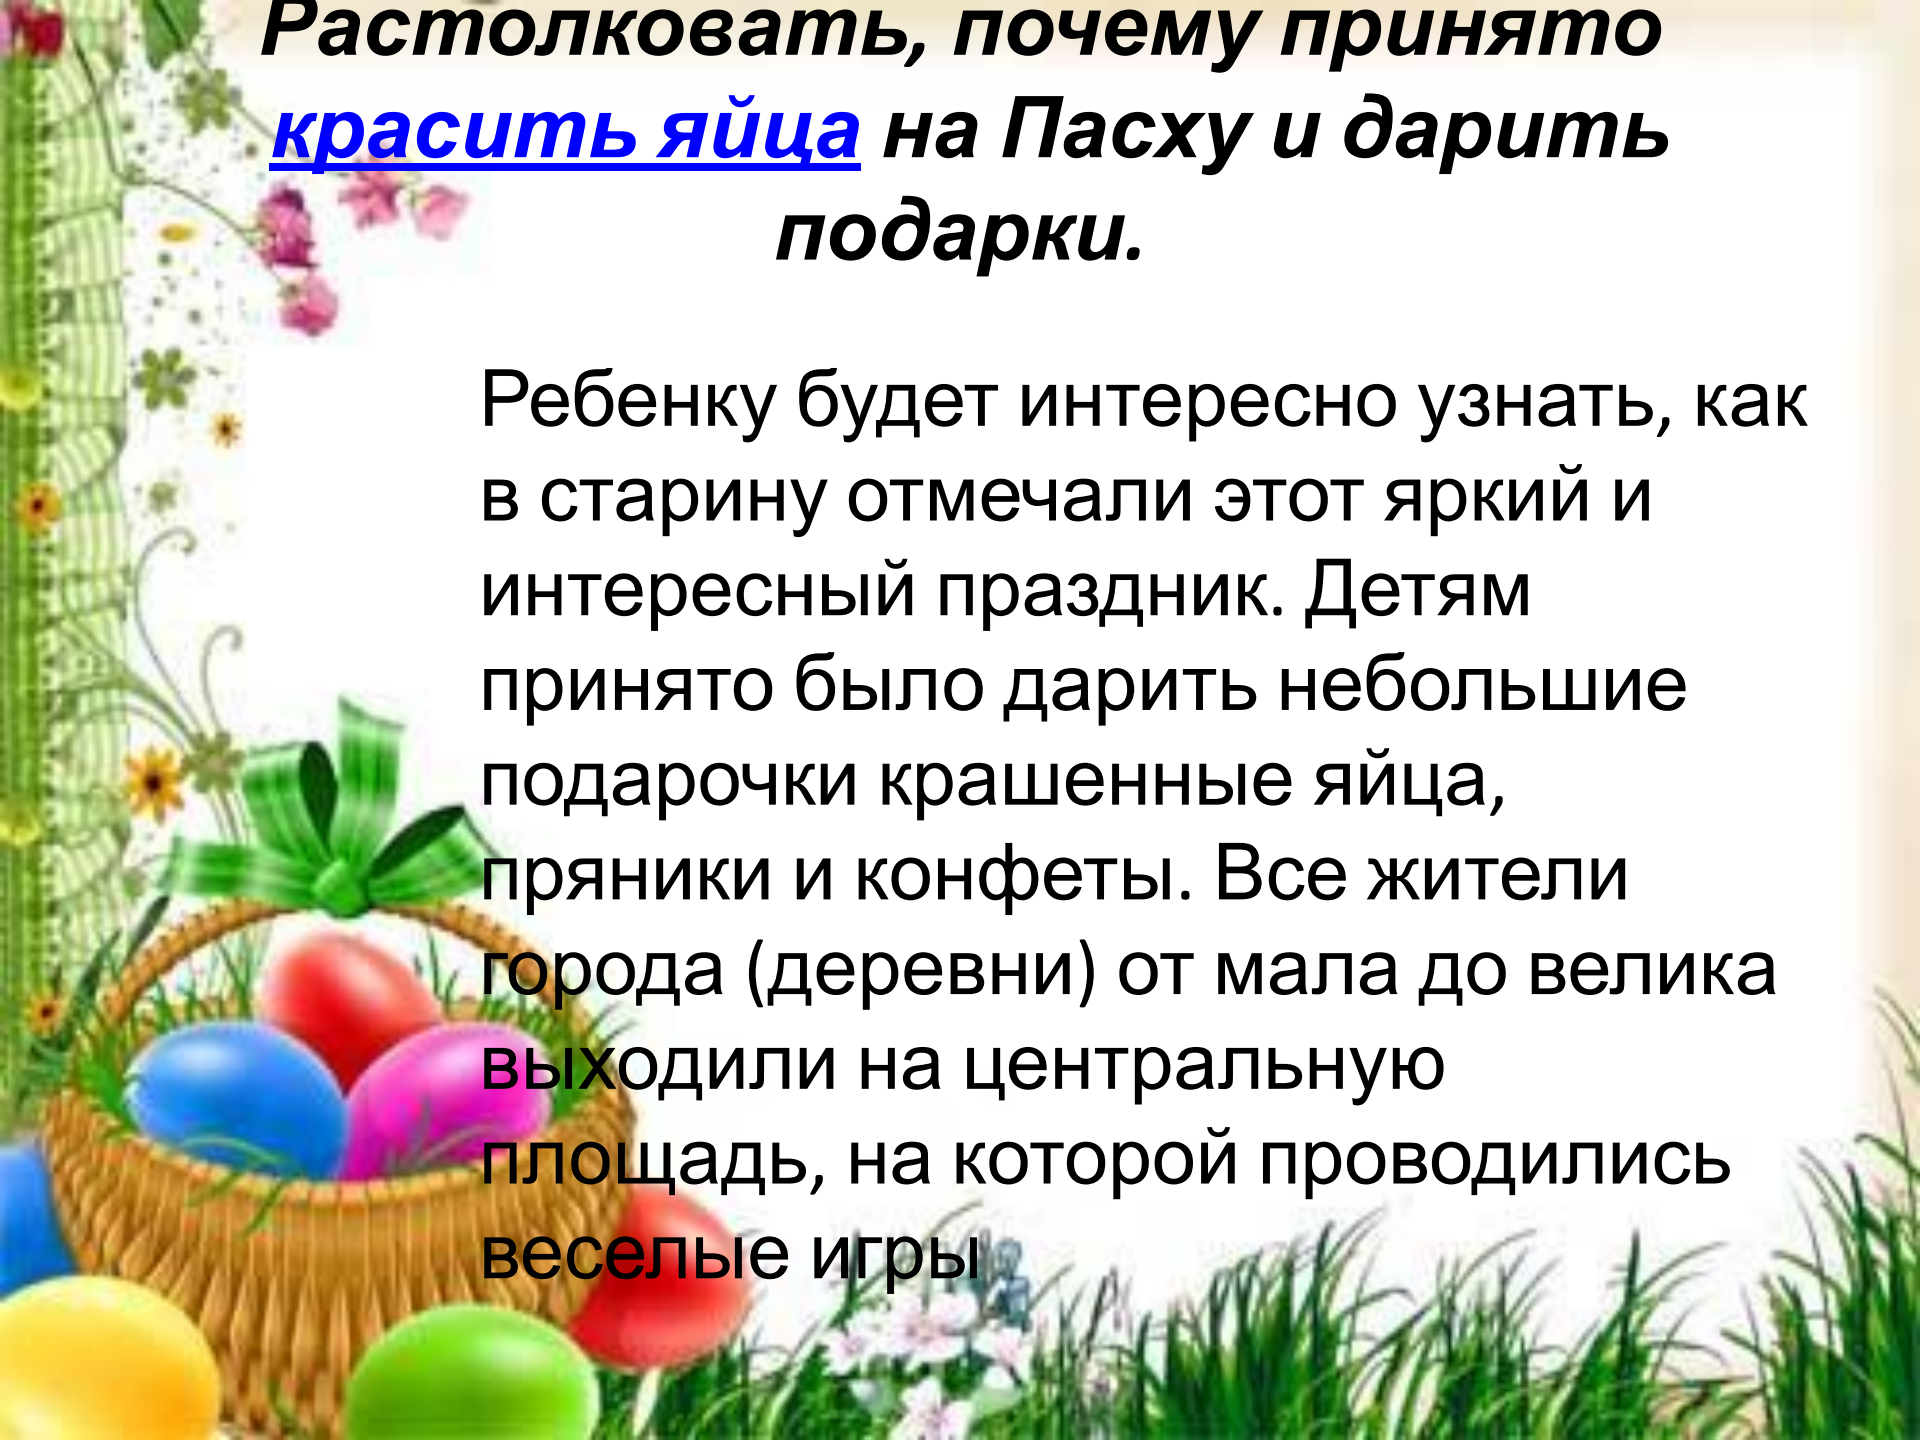 Растолковать, почему принято
красить яйца на Пасху и дарить
подарки.
Ребенку будет интересно узнать, как
в старину отмечали этот яркий и
интересный праздник. Детям
принято было дарить небольшие
подарочки крашенные яйца,
пряники и конфеты. Все жители
города (деревни) от мала до велика
выходили на центральную
площадь, на которой проводились
веселые игры